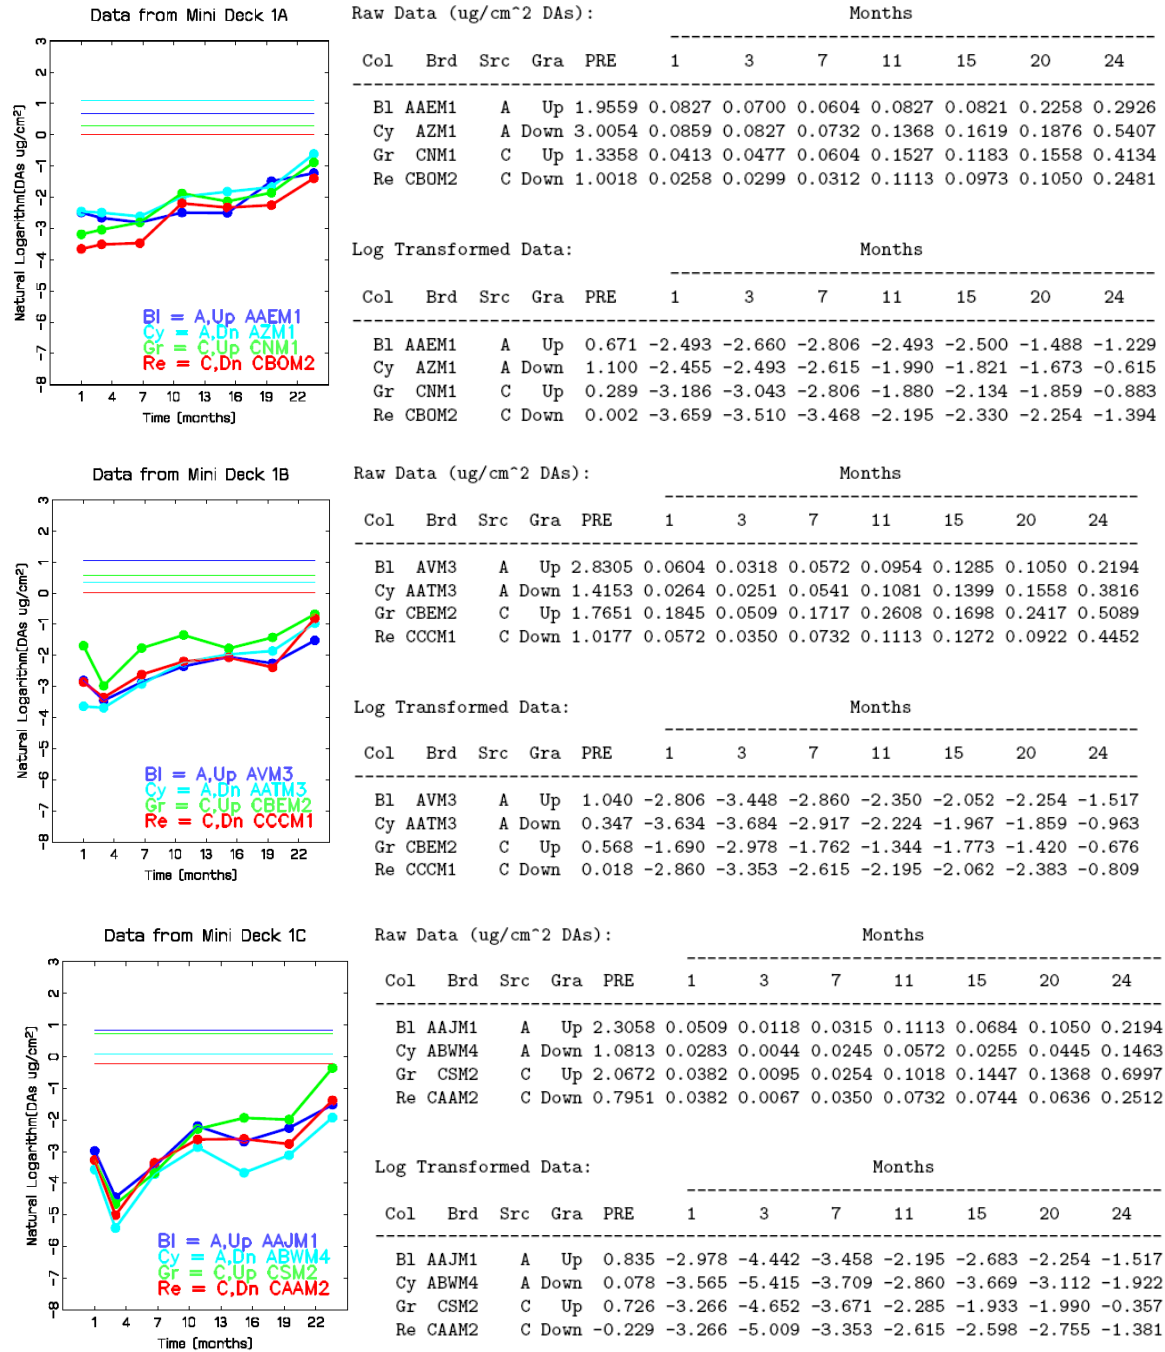 Data from Mini Deck 1A
Natural Logarithm(DAs ug/cm²)
3
2
1
0
-1
-2
-3
-4
-5
-6
-7
-8
Bl = A,Up AAEM1
Cy = A,Dn AZM1
Gr = C,Up CNM1
Re = C,Dn CBOM2
1 4 7 10 13 16 19 22
Time (months)
Raw Data (ug/cm^2 DAs): Months
Col Brd Src Gra PRE 1 3 7 11 15 20 24
Bl AAEM1 A Up 1.9559 0.0827 0.0700 0.0604 0.0827 0.0821 0.2258 0.2926
Cy AZM1 A Down 3.0054 0.0859 0.0827 0.0732 0.1368 0.1619 0.1876 0.5407
Gr CNM1 C Up 1.3358 0.0413 0.0477 0.0604 0.1527 0.1183 0.1558 0.4134
Re CBOM2 C Down 1.0018 0.0258 0.0299 0.0312 0.1113 0.0973 0.1050 0.2481
Log Transformed Data: Months
Col Brd Src Gra PRE 1 3 7 11 15 20 24
Bl AAEM1 A Up 0.671 -2.493 -2.660 -2.806 -2.493 -2.500 -1.488 -1.229
Cy AZM1 A Down 1.100 -2.455 -2.493 -2.615 -1.990 -1.821 -1.673 -0.615
Gr CNM1 C Up 0.289 -3.186 -3.043 -2.806 -1.880 -2.134 -1.859 -0.883
Re CBOM2 C Down 0.002 -3.659 -3.510 -3.468 -2.195 -2.330 -2.254 -1.394
Data from Mini Deck 1B
Natural Logarithm(DAs ug/cm²)
3
2
1
0
-1
-2
-3
-4
-5
-6
-7
-8
Bl = A,Up AVM3
Cy = A,Dn AATM3
Gr = C,Up CBEM2
Re = C,Dn CCCM1
1 4 7 10 13 16 19 22
Time (months)
Raw Data (ug/cm^2 DAs): Months
Col Brd Src Gra PRE 1 3 7 11 15 20 24
Bl AVM3 A Up 2.8305 0.0604 0.0318 0.0572 0.0954 0.1285 0.1050 0.2194
Cy AATM3 A Down 1.4153 0.0264 0.0251 0.0541 0.1081 0.1399 0.1558 0.3816
Gr CBEM2 C Up 1.7651 0.1845 0.0509 0.1717 0.2608 0.1698 0.2417 0.5089
Re CCCM1 C Down 1.0177 0.0572 0.0350 0.0732 0.1113 0.1272 0.0922 0.4452
Log Transformed Data: Months
Col Brd Src Gra PRE 1 3 7 11 15 20 24
Bl AVM3 A Up 1.040 -2.806 -3.448 -2.860 -2.350 -2.052 -2.254 -1.517
Cy AATM3 A Down 0.347 -3.634 -3.684 -2.917 -2.224 -1.967 -1.859 -0.963
Gr CBEM2 C Up 0.568 -1.690 -2.978 -1.762 -1.344 -1.773 -1.420 -0.676
Re CCCM1 C Down 0.018 -2.860 -3.353 -2.615 -2.195 -2.062 -2.383 -0.809
Data from Mini Deck 1C
Natural Logarithm(DAs ug/cm²)
3
2
1
0
-1
-2
-3
-4
-5
-6
-7
-8
Bl = A,Up AAJM1
Cy = A,Dn ABWM4
Gr = C,Up CSM2
Re = C,Dn CAAM2
1 4 7 10 13 16 19 22
Time (months)
Raw Data (ug/cm^2 DAs): Months
Col Brd Src Gra PRE 1 3 7 11 15 20 24
Bl AAJM1 A Up 2.3058 0.0509 0.0118 0.0315 0.1113 0.0684 0.1050 0.2194
Cy ABWM4 A Down 1.0813 0.0283 0.0044 0.0245 0.0572 0.0255 0.0445 0.1463
Gr CSM2 C Up 2.0672 0.0382 0.0095 0.0254 0.1018 0.1447 0.1368 0.6997
Re CAAM2 C Down 0.7951 0.0382 0.0067 0.0350 0.0732 0.0744 0.0636 0.2512
Log Transformed Data: Months
Col Brd Src Gra PRE 1 3 7 11 15 20 24
Bl AAJM1 A Up 0.835 -2.978 -4.442 -3.458 -2.195 -2.683 -2.254 -1.517
Cy ABWM4 A Down 0.078 -3.565 -5.415 -3.709 -2.860 -3.669 -3.112 -1.922
Gr CSM2 C Up 0.726 -3.266 -4.652 -3.671 -2.285 -1.933 -1.990 -0.357
Re CAAM2 C Down -0.229 -3.266 -5.009 -3.353 -2.615 -2.598 -2.755 -1.381